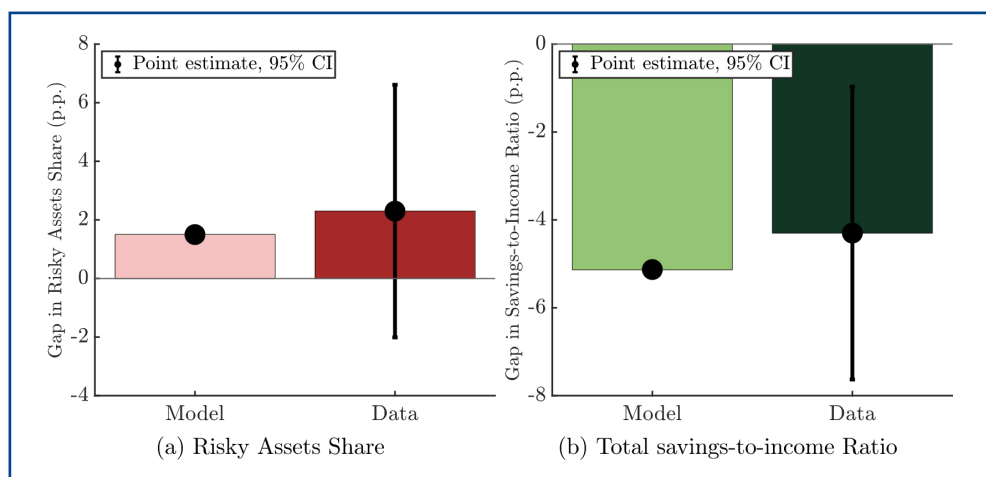 Gap in Risky Assets Share (p.p.)
8
6
4
2
0
-2
-4
Point estimate, 95% CI
Model
Data
(a) Risky Assets Share
Gap in Savings-to-Income Ratio (p.p.)
0
-2
-4
-6
-8
Point estimate, 95% CI
Model
Data
(b) Total savings-to-income Ratio